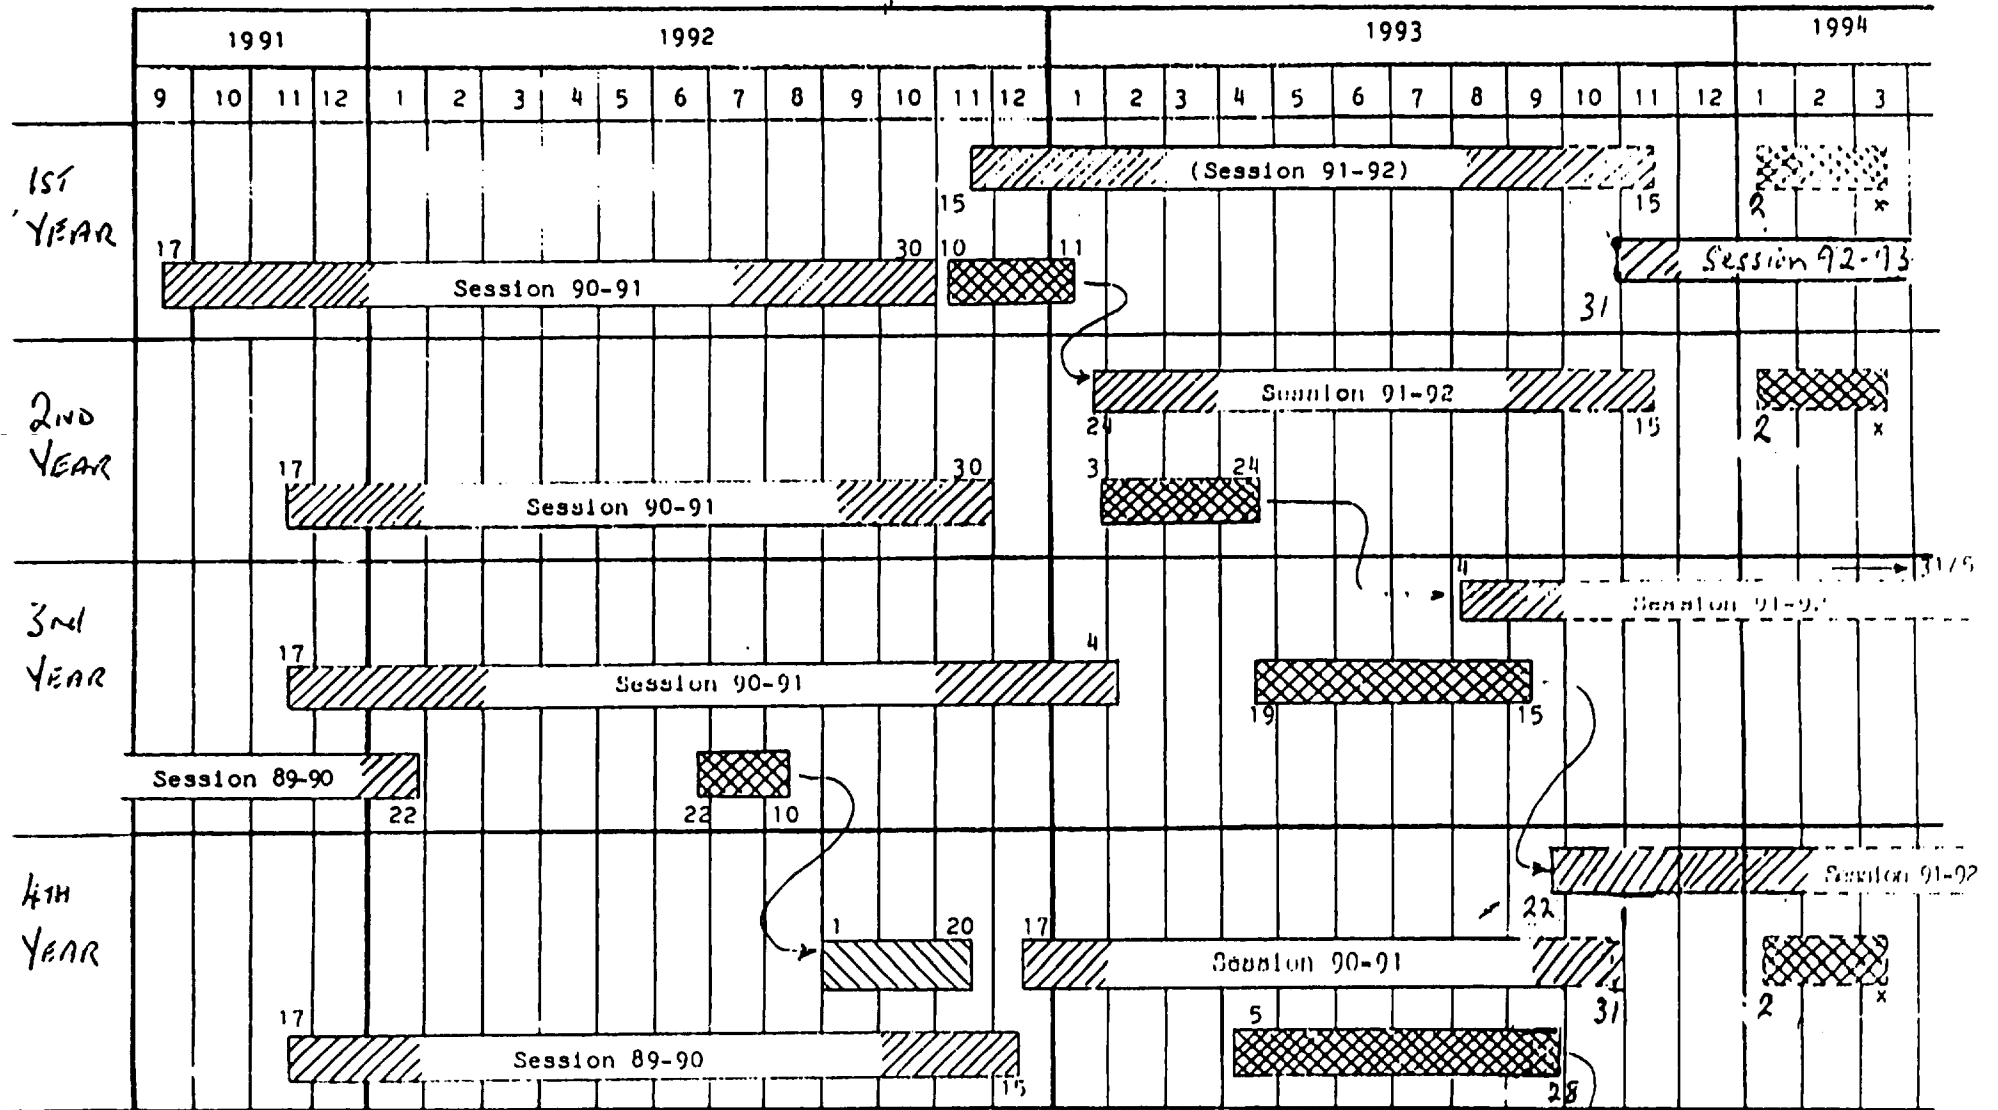 1991 1992 1993 1994
9 10 11 12 1 2 3 4 5 6 7 8 9 10 11 12 1 2 3 4 5 6 7 8 9 10 11 12 1 2 3
1ST
YEAR
(Session 91-92)
15 15 2 x
17 30 10 11
Session 92-93
Session 90-91
31
2ND
YEAR
Session 91-92
24 15 2 x
17 30 3 24
Session 90-91
3rd
YEAR
4
Session
17 4
Session 90-91
19 15
Session 89-90
22 22 10
4TH
YEAR
Session 91-92
22
1 20 17
Session 90-91
31 2 x
17 5
Session 89-90
15 28